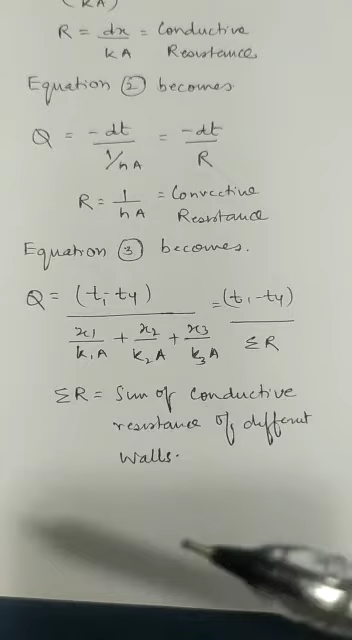 (kA)
R = dx/kA = Conductive Resistance
Equation ② becomes
Q = -dt/(1/hA) = -dt/R
R = 1/hA = Convective Resistance
Equation ③ becomes.
Q = (t₁ - t₄)/(x₁/k₁A + x₂/k₂A + x₃/k₃A) = (t₁ - t₄)/ΣR
ΣR = Sum of conductive
resistance of different
walls.